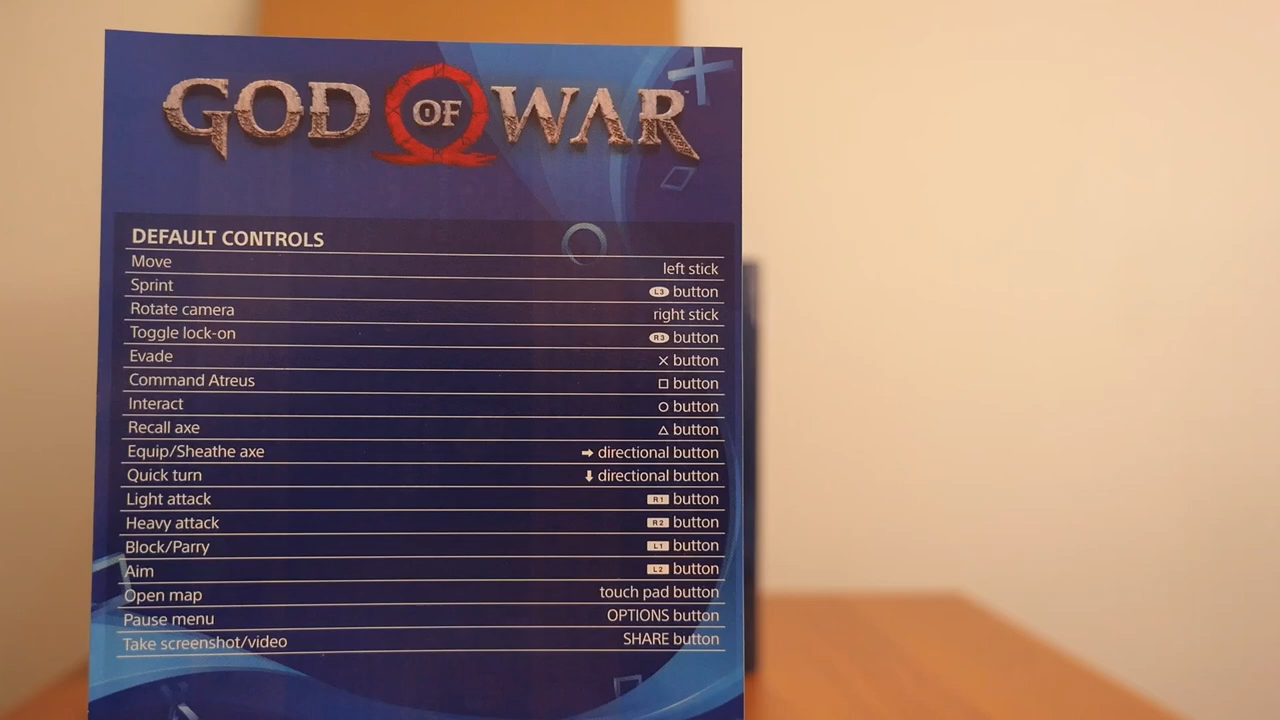 GOD OF WAR™
DEFAULT CONTROLS
Move left stick
Sprint L3 button
Rotate camera right stick
Toggle lock-on R3 button
Evade ✕ button
Command Atreus □ button
Interact ○ button
Recall axe △ button
Equip/Sheathe axe ➡ directional button
Quick turn ⬇ directional button
Light attack R1 button
Heavy attack R2 button
Block/Parry L1 button
Aim L2 button
Open map touch pad button
Pause menu OPTIONS button
Take screenshot/video SHARE button